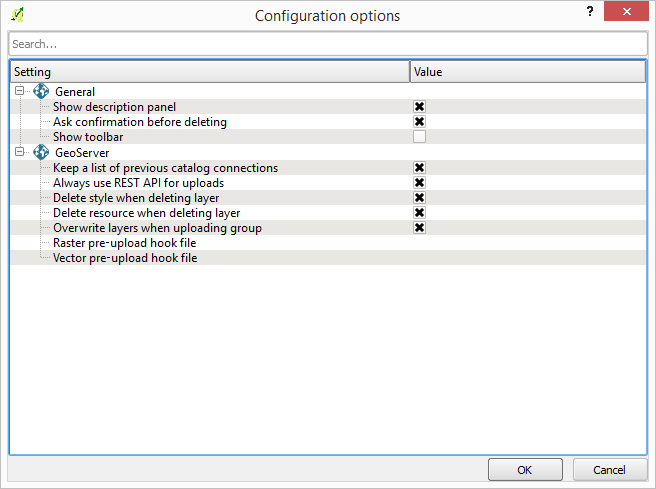 Configuration options
?
Search...
Setting Value
General
Show description panel
Ask confirmation before deleting
Show toolbar
GeoServer
Keep a list of previous catalog connections
Always use REST API for uploads
Delete style when deleting layer
Delete resource when deleting layer
Overwrite layers when uploading group
Raster pre-upload hook file
Vector pre-upload hook file
OK Cancel